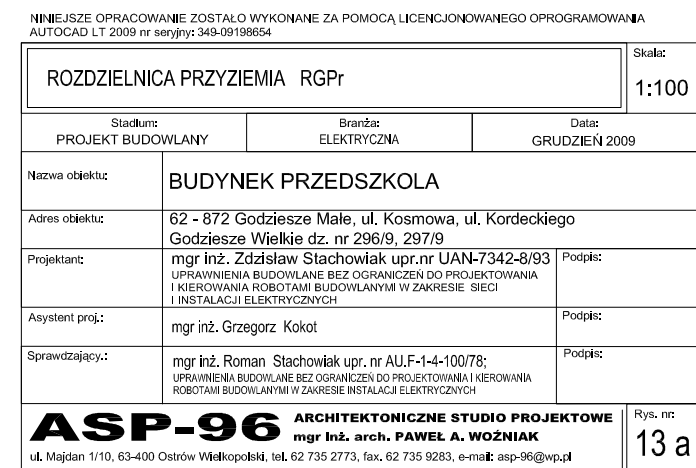 NINIEJSZE OPRACOWANIE ZOSTAŁO WYKONANE ZA POMOCĄ LICENCJONOWANEGO OPROGRAMOWANIA
AUTOCAD LT 2009 nr seryjny: 349-09198654
ROZDZIELNICA PRZYZIEMIA RGPr
Skala:
1:100
Stadium:
PROJEKT BUDOWLANY
Branża:
ELEKTRYCZNA
Data:
GRUDZIEŃ 2009
Nazwa obiektu:
BUDYNEK PRZEDSZKOLA
Adres obiektu:
62 - 872 Godziesze Małe, ul. Kosmowa, ul. Kordeckiego
Godziesze Wielkie dz. nr 296/9, 297/9
Projektant:
mgr inż. Zdzisław Stachowiak upr.nr UAN-7342-8/93
UPRAWNIENIA BUDOWLANE BEZ OGRANICZEŃ DO PROJEKTOWANIA
I KIEROWANIA ROBOTAMI BUDOWLANYMI W ZAKRESIE SIECI
I INSTALACJI ELEKTRYCZNYCH
Podpis:
Asystent proj.:
mgr inż. Grzegorz Kokot
Podpis:
Sprawdzający.:
mgr inż. Roman Stachowiak upr. nr AU.F-1-4-100/78;
UPRAWNIENIA BUDOWLANE BEZ OGRANICZEŃ DO PROJEKTOWANIA I KIEROWANIA
ROBOTAMI BUDOWLANYMI W ZAKRESIE INSTALACJI ELEKTRYCZNYCH
Podpis:
ASP-96
ARCHITEKTONICZNE STUDIO PROJEKTOWE
mgr inż. arch. PAWEŁ A. WOŹNIAK
ul. Majdan 1/10, 63-400 Ostrów Wielkopolski, tel. 62 735 2773, fax. 62 735 9283, e-mail: asp-96@wp.pl
Rys. nr:
13 a